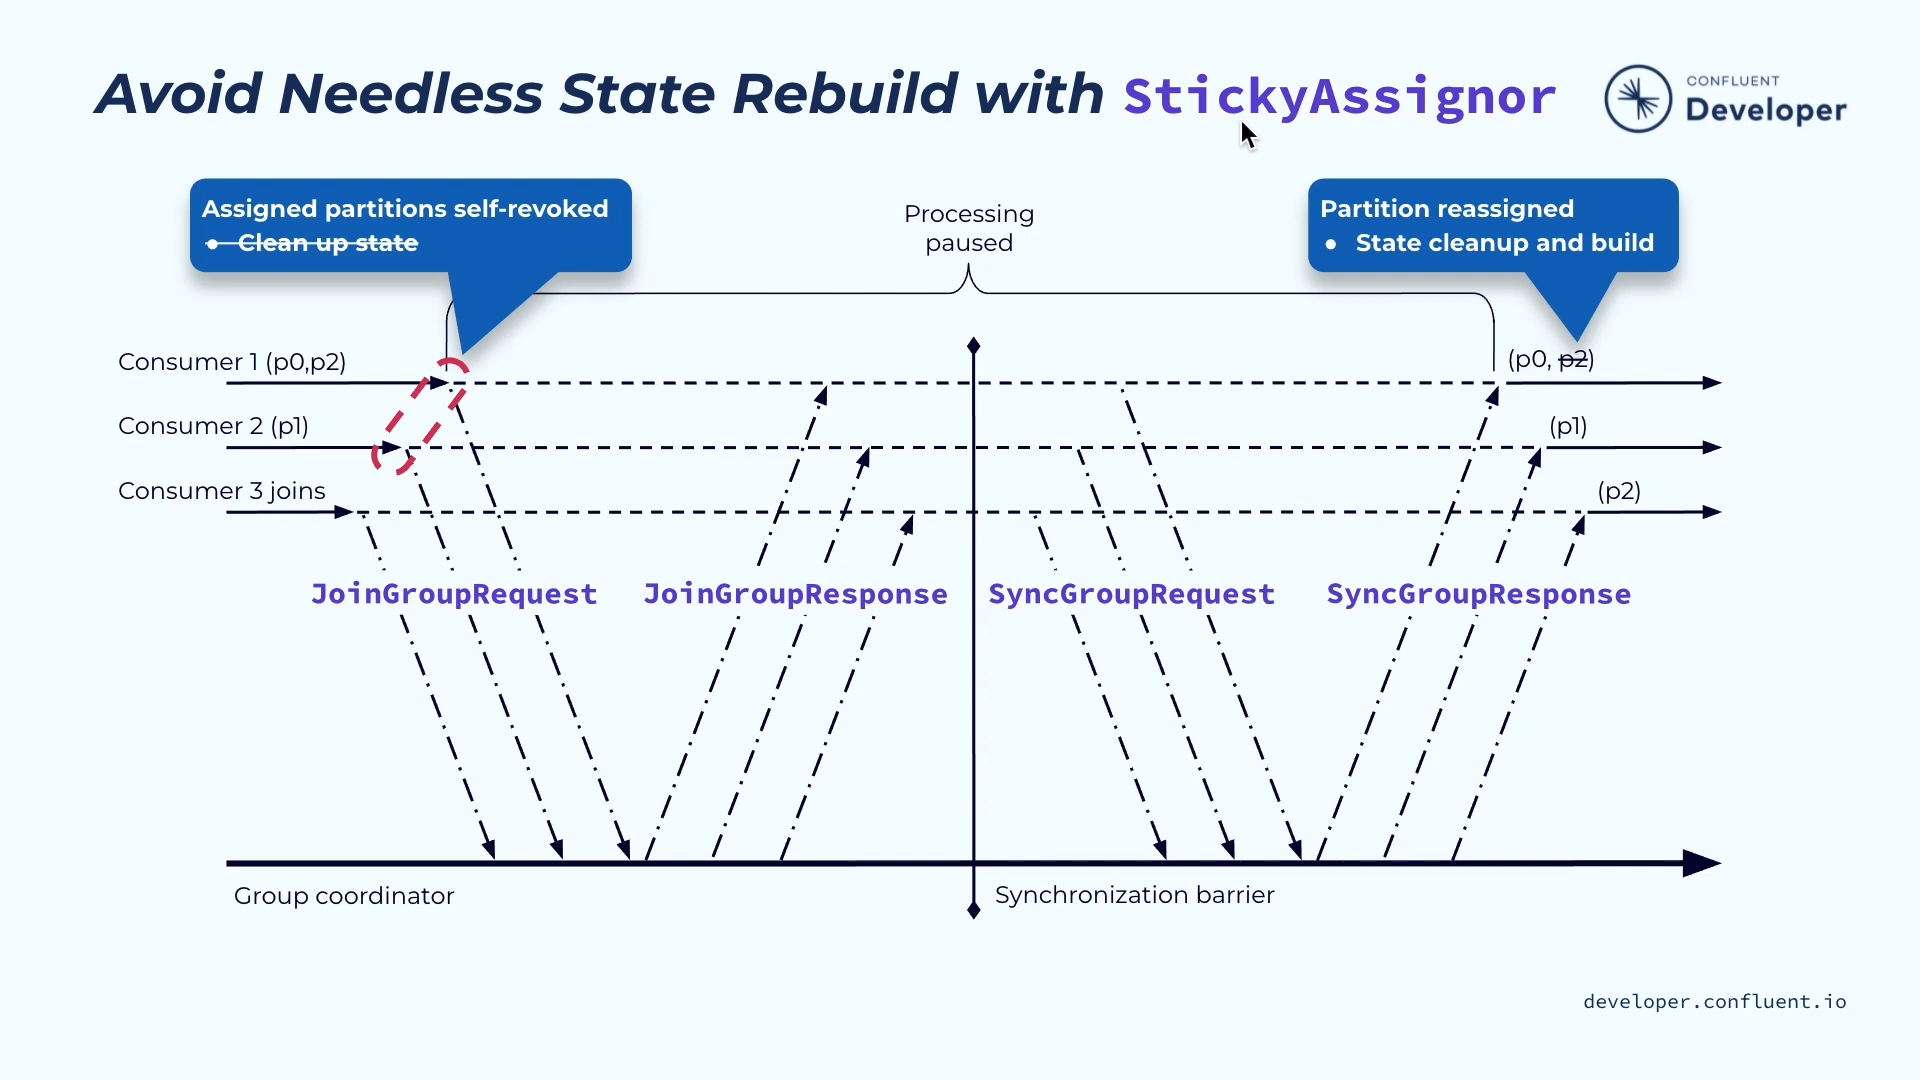 Avoid Needless State Rebuild with StickyAssignor
CONFLUENT
Developer
Assigned partitions self-revoked
● Clean up state
Processing
paused
Partition reassigned
● State cleanup and build
Consumer 1 (p0,p2)
(p0, p2)
Consumer 2 (p1)
(p1)
Consumer 3 joins
(p2)
JoinGroupRequest
JoinGroupResponse
SyncGroupRequest
SyncGroupResponse
Group coordinator
Synchronization barrier
developer.confluent.io